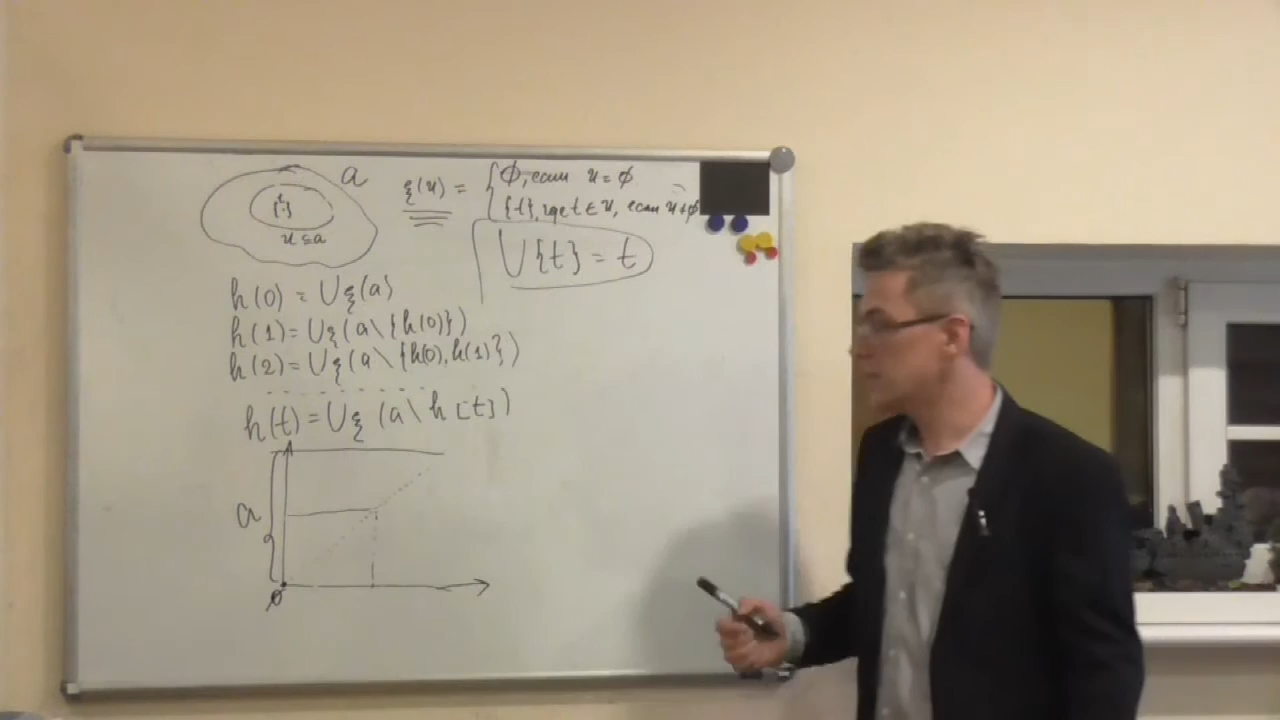 a
t
{·}
u ⊆ a
ξ(u) = { ∅, если u = ∅
{t}, где t ∈ u, если u ≠ ∅
∪{t} = t
h(0) = ∪ξ(a)
h(1) = ∪ξ(a \ {h(0)})
h(2) = ∪ξ(a \ {h(0), h(1)})
h(t) = ∪ξ (a \ h[t])
a
0